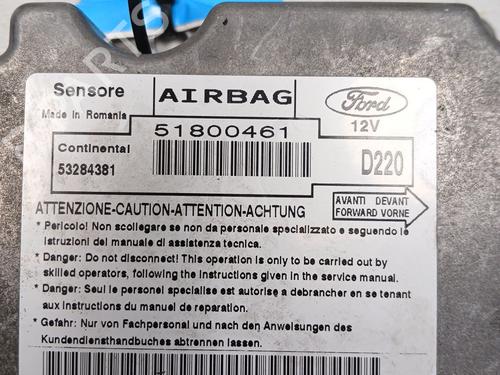 Sensore AIRBAG Ford
Made in Romania 12V
51800461
Continental
53284381 D220
ATTENZIONE-CAUTION-ATTENTION-ACHTUNG
AVANTI DEVANT
FORWARD VORNE
* Pericolo! Non scollegare se non da personale specializzato e seguendo le
istruzioni del manuale di assistenza tecnica.
* Danger: Do not disconnect! This operation is only to be carried out by
skilled operators, following the instructions given in the service manual.
* Danger: Seul le personel specialise est autorise a debrancher en se tenant
aux instructions du manuel de reparation.
* Gefahr: Nur von Fachpersonal und nach den Anweisungen des
Kundendiensthandbuches abtrennen lassen.